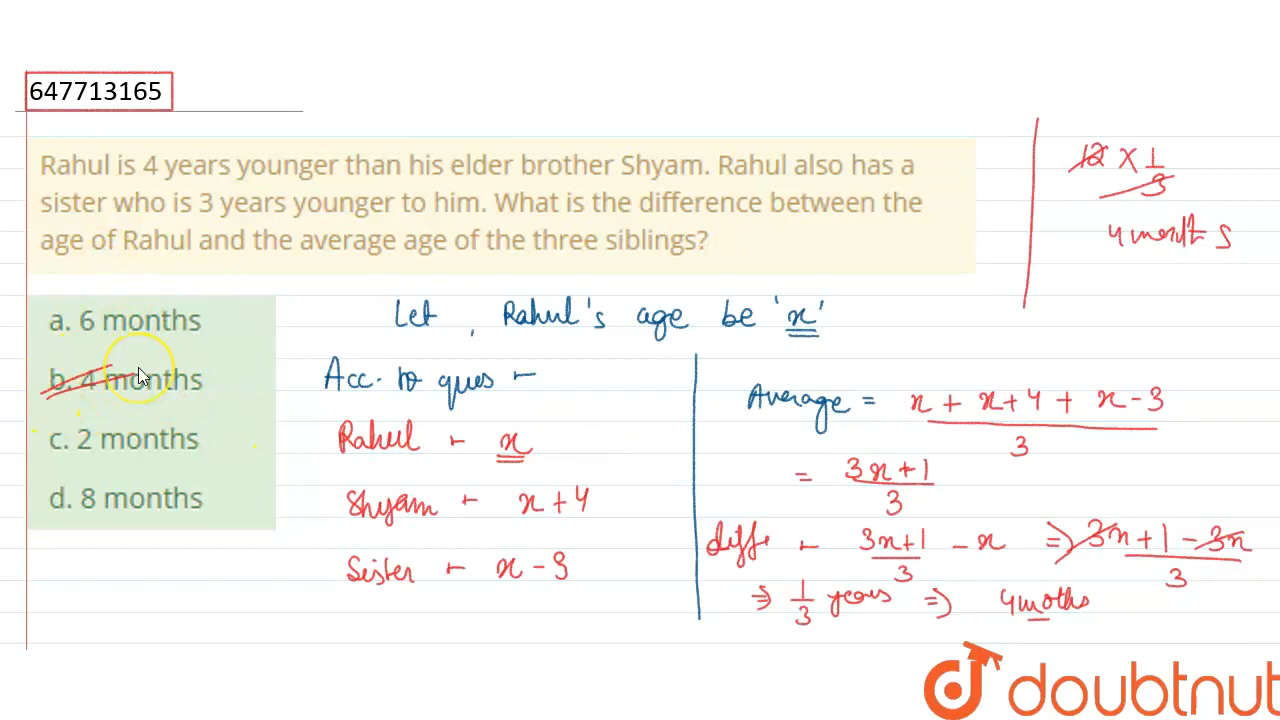 647713165
Rahul is 4 years younger than his elder brother Shyam. Rahul also has a
sister who is 3 years younger to him. What is the difference between the
age of Rahul and the average age of the three siblings?
a. 6 months
b. 4 months
c. 2 months
d. 8 months
Let, Rahul's age be 'x'
Acc. to ques -
Rahul - x
Shyam - x + 4
Sister - x - 3
Average = x + x + 4 + x - 3
3
= 3x + 1
3
diff. - 3x + 1 / 3 - x ⇒ 3x + 1 - 3x / 3
⇒ 1/3 years ⇒ 4 moths
12 X 1
3
4 months
doubtnut